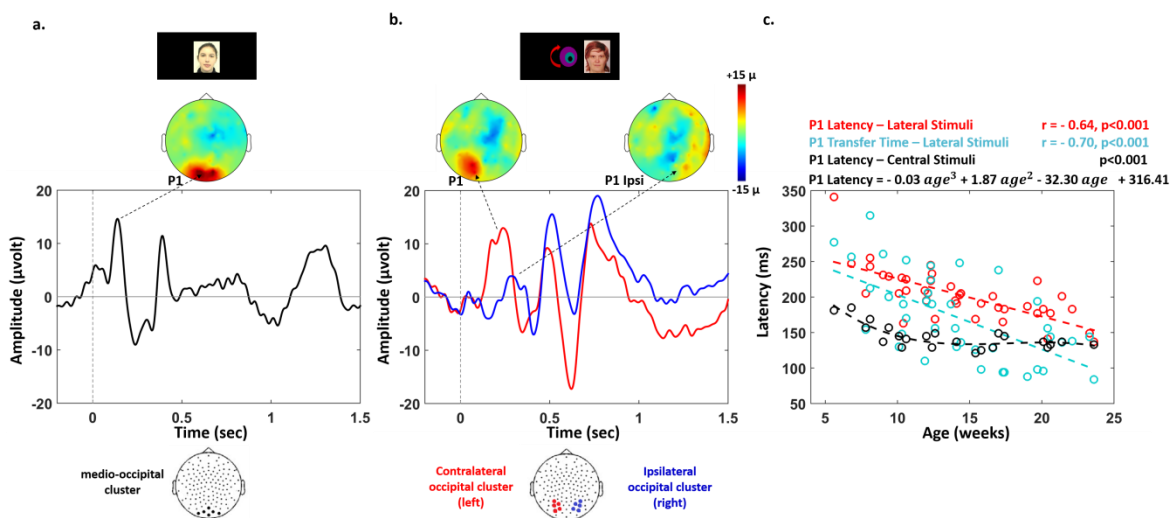 a.
b.
c.
+15 µ
-15 µ
P1
P1
P1 Ipsi
20
10
0
-10
-20
Amplitude (µvolt)
0
0.5
1
1.5
Time (sec)
20
10
0
-10
-20
Amplitude (µvolt)
0
0.5
1
1.5
Time (sec)
medio-occipital
cluster
Contralateral
occipital cluster
(left)
Ipsilateral
occipital cluster
(right)
P1 Latency – Lateral Stimuli r = - 0.64, p<0.001
P1 Transfer Time – Lateral Stimuli r = - 0.70, p<0.001
P1 Latency – Central Stimuli p<0.001
P1 Latency = - 0.03 age³ + 1.87 age² - 32.30 age + 316.41
350
300
250
200
150
100
50
Latency (ms)
5
10
15
20
25
Age (weeks)